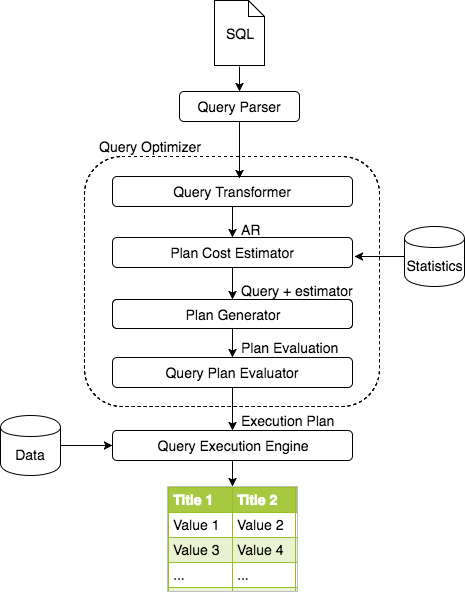 SQL
Query Parser
Query Optimizer
Query Transformer
AR
Plan Cost Estimator
Statistics
Query + estimator
Plan Generator
Plan Evaluation
Query Plan Evaluator
Execution Plan
Data
Query Execution Engine
Title 1 Title 2
Value 1 Value 2
Value 3 Value 4
... ...